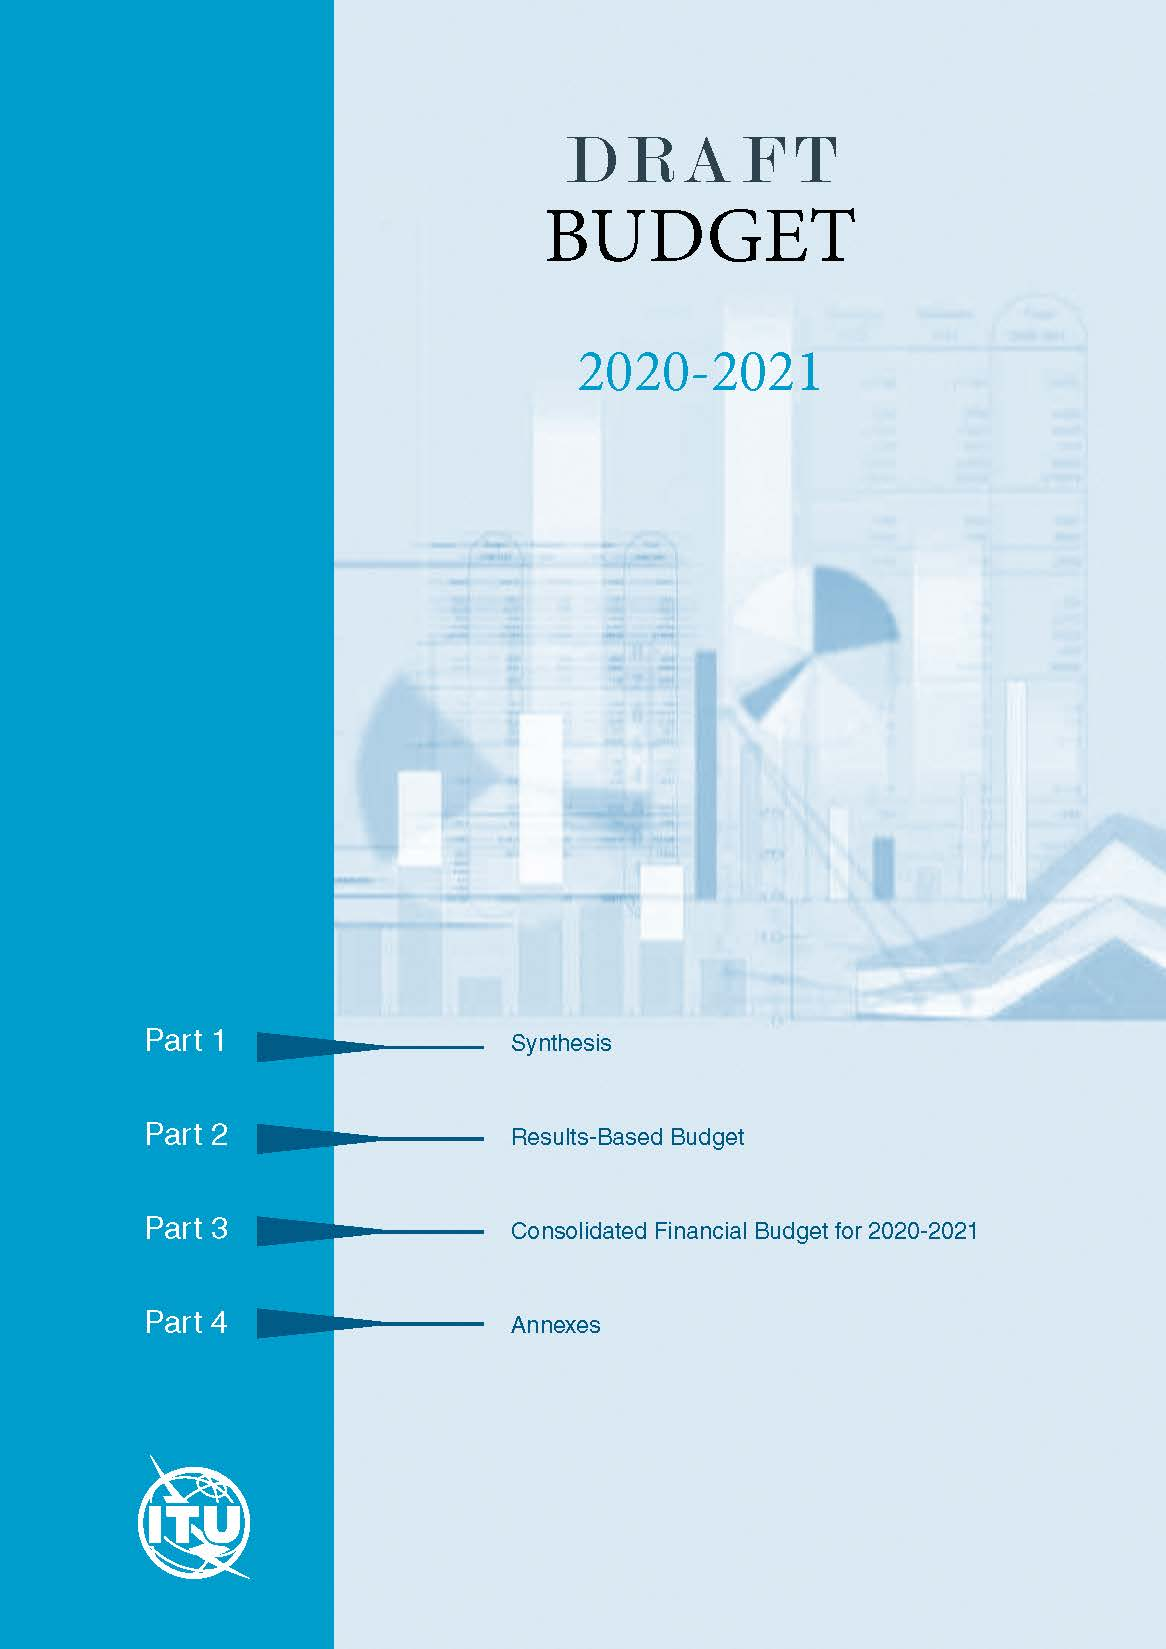 DRAFT
BUDGET
2020-2021
Part 1 Synthesis
Part 2 Results-Based Budget
Part 3 Consolidated Financial Budget for 2020-2021
Part 4 Annexes
ITU